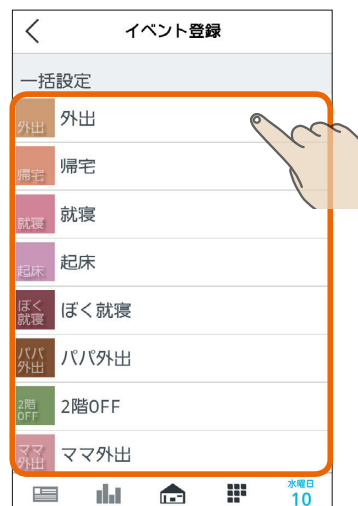 イベント登録
一括設定
外出
外出
帰宅
帰宅
就寝
就寝
起床
起床
ぼく
就寝
ぼく就寝
パパ
外出
パパ外出
2階
OFF
2階OFF
ママ
外出
ママ外出
水曜日
10